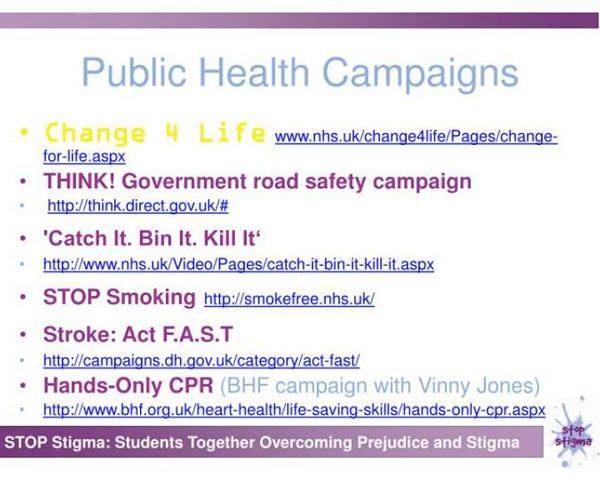 Public Health Campaigns
• Change 4 Life www.nhs.uk/change4life/Pages/change-
for-life.aspx
• THINK! Government road safety campaign
• http://think.direct.gov.uk/#
• 'Catch It. Bin It. Kill It‘
• http://www.nhs.uk/Video/Pages/catch-it-bin-it-kill-it.aspx
• STOP Smoking http://smokefree.nhs.uk/
• Stroke: Act F.A.S.T
• http://campaigns.dh.gov.uk/category/act-fast/
• Hands-Only CPR (BHF campaign with Vinny Jones)
• http://www.bhf.org.uk/heart-health/life-saving-skills/hands-only-cpr.aspx
STOP Stigma: Students Together Overcoming Prejudice and Stigma
stop
stigma